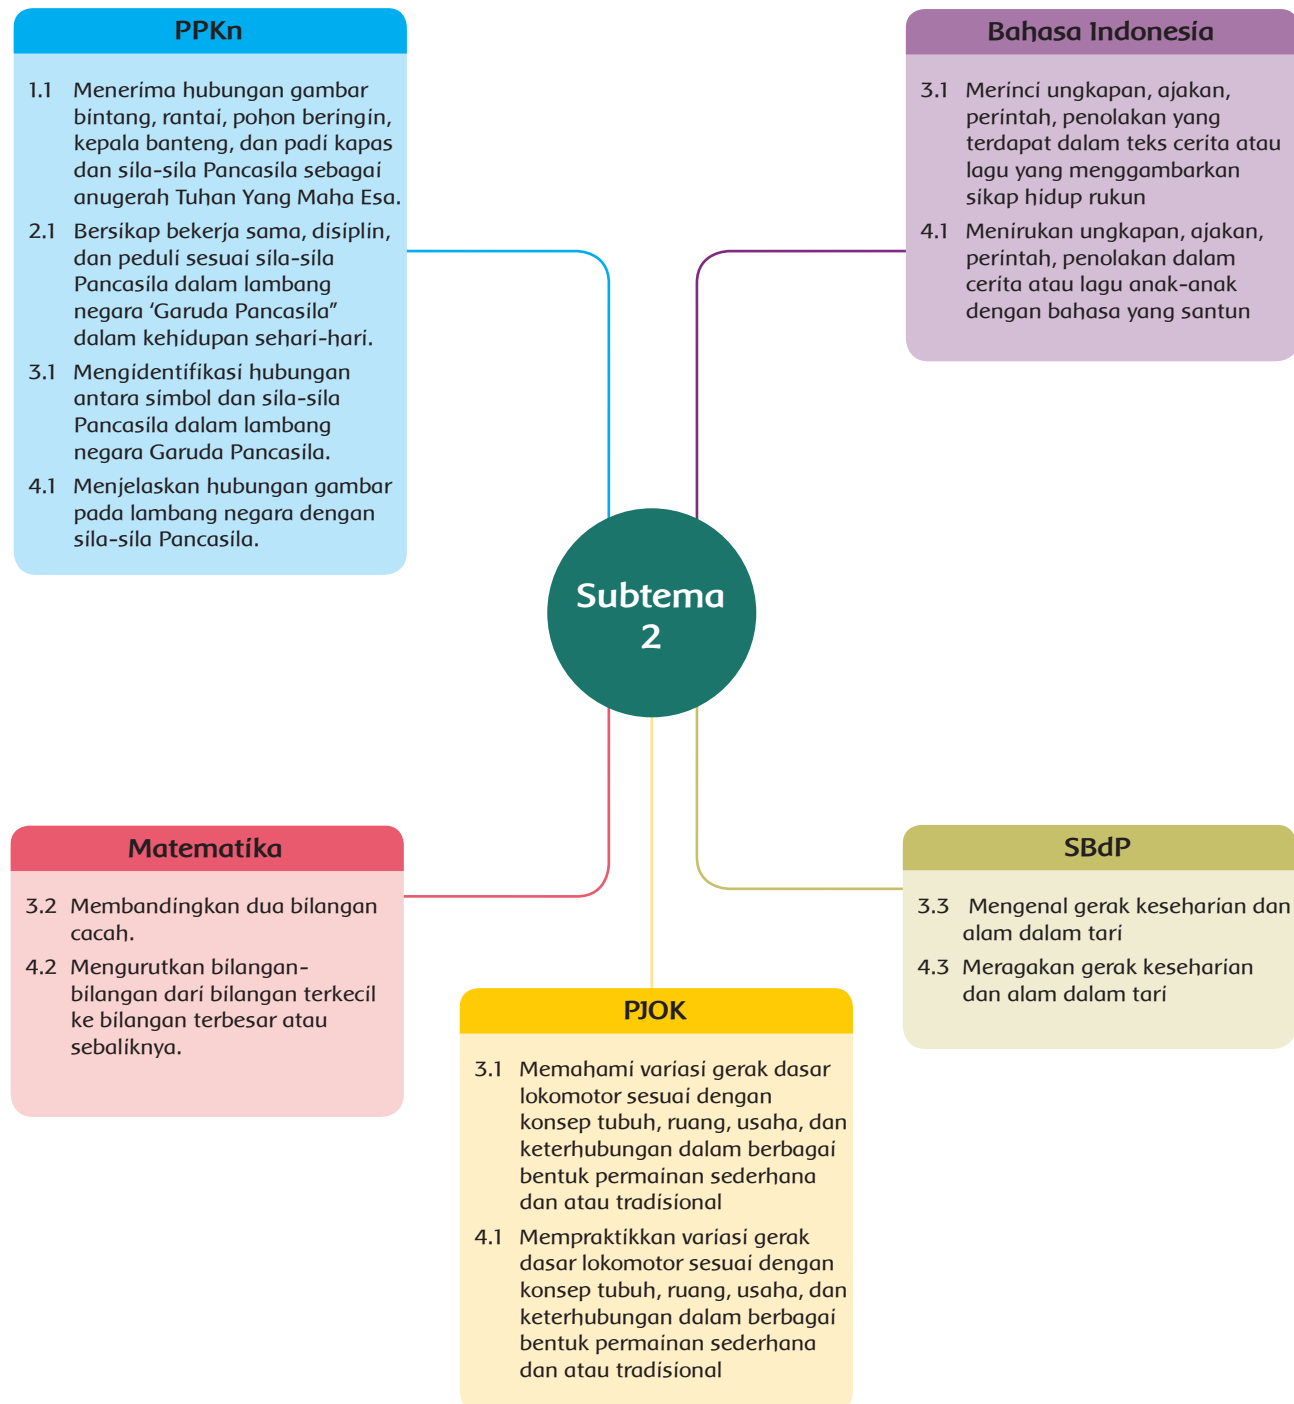 PPKn
1.1 Menerima hubungan gambar
bintang, rantai, pohon beringin,
kepala banteng, dan padi kapas
dan sila-sila Pancasila sebagai
anugerah Tuhan Yang Maha Esa.
2.1 Bersikap bekerja sama, disiplin,
dan peduli sesuai sila-sila
Pancasila dalam lambang
negara ‘Garuda Pancasila”
dalam kehidupan sehari-hari.
3.1 Mengidentifikasi hubungan
antara simbol dan sila-sila
Pancasila dalam lambang
negara Garuda Pancasila.
4.1 Menjelaskan hubungan gambar
pada lambang negara dengan
sila-sila Pancasila.
Bahasa Indonesia
3.1 Merinci ungkapan, ajakan,
perintah, penolakan yang
terdapat dalam teks cerita atau
lagu yang menggambarkan
sikap hidup rukun
4.1 Menirukan ungkapan, ajakan,
perintah, penolakan dalam
cerita atau lagu anak-anak
dengan bahasa yang santun
Subtema
2
Matematika
3.2 Membandingkan dua bilangan
cacah.
4.2 Mengurutkan bilangan-
bilangan dari bilangan terkecil
ke bilangan terbesar atau
sebaliknya.
PJOK
3.1 Memahami variasi gerak dasar
lokomotor sesuai dengan
konsep tubuh, ruang, usaha, dan
keterhubungan dalam berbagai
bentuk permainan sederhana
dan atau tradisional
4.1 Mempraktikkan variasi gerak
dasar lokomotor sesuai dengan
konsep tubuh, ruang, usaha, dan
keterhubungan dalam berbagai
bentuk permainan sederhana
dan atau tradisional
SBdP
3.3 Mengenal gerak keseharian dan
alam dalam tari
4.3 Meragakan gerak keseharian
dan alam dalam tari